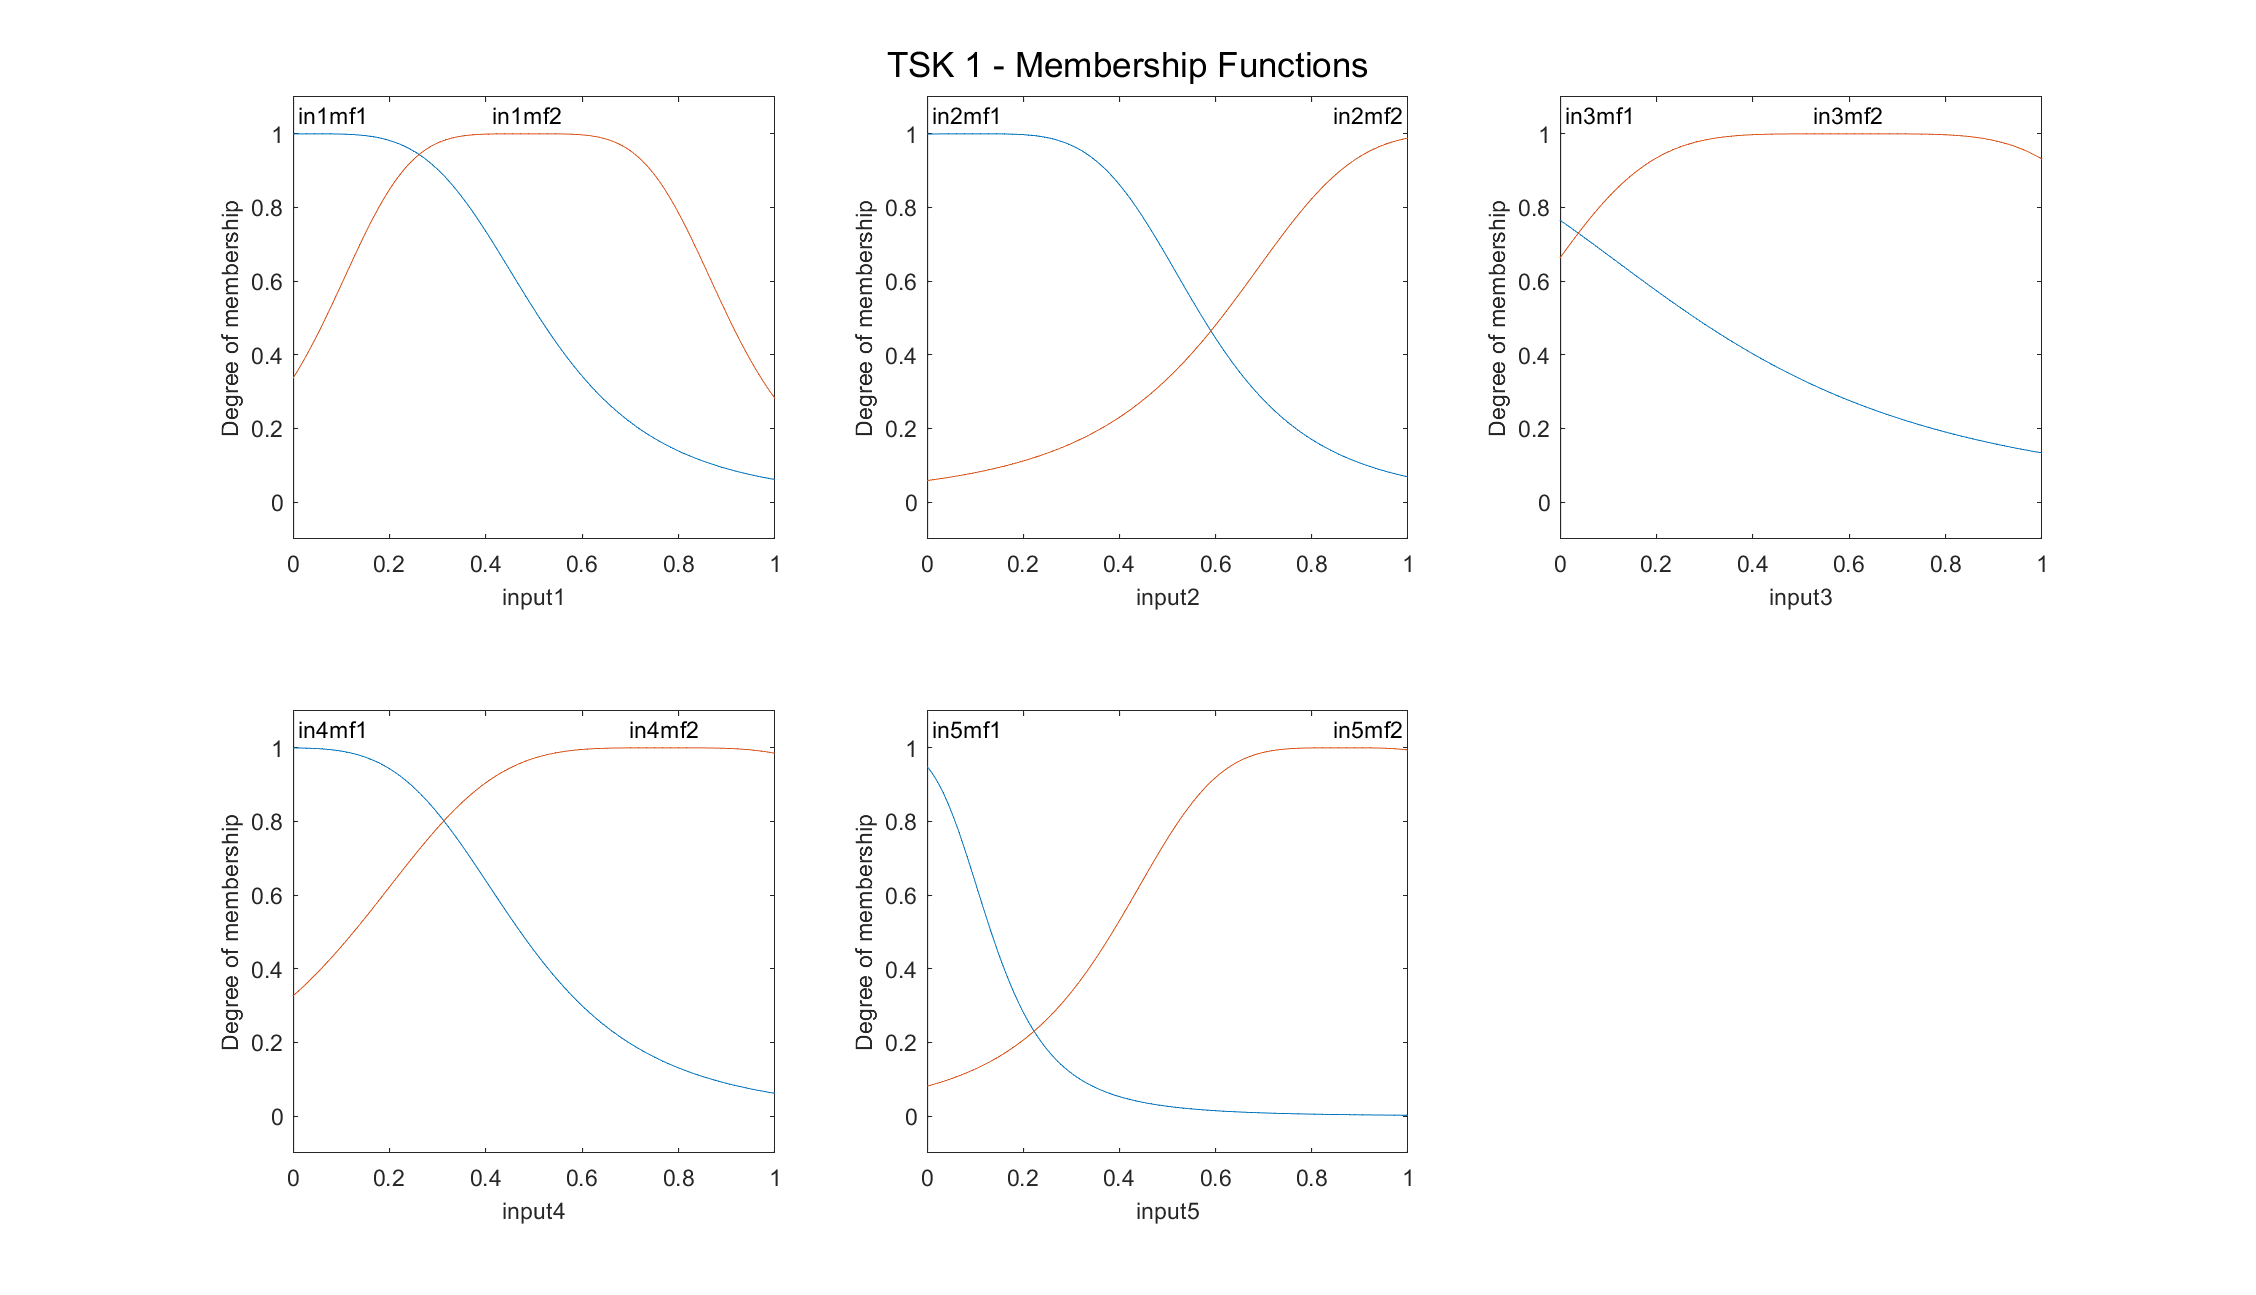 TSK 1 - Membership Functions
in1mf1 in1mf2
1
0.8
0.6
0.4
0.2
0
Degree of membership
0 0.2 0.4 0.6 0.8 1
input1
in2mf1 in2mf2
1
0.8
0.6
0.4
0.2
0
Degree of membership
0 0.2 0.4 0.6 0.8 1
input2
in3mf1 in3mf2
1
0.8
0.6
0.4
0.2
0
Degree of membership
0 0.2 0.4 0.6 0.8 1
input3
in4mf1 in4mf2
1
0.8
0.6
0.4
0.2
0
Degree of membership
0 0.2 0.4 0.6 0.8 1
input4
in5mf1 in5mf2
1
0.8
0.6
0.4
0.2
0
Degree of membership
0 0.2 0.4 0.6 0.8 1
input5